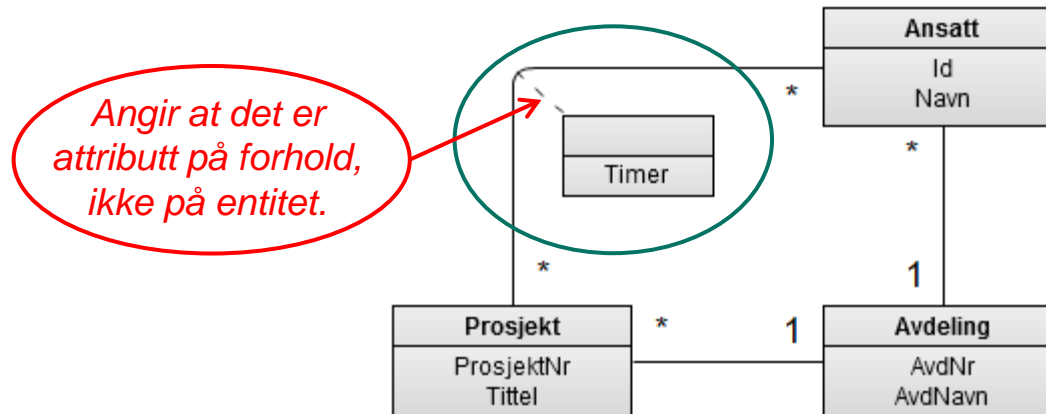 Ansatt
Id
Navn
*
*
Angir at det er
attributt på forhold,
ikke på entitet.
Timer
*
1
Prosjekt
ProsjektNr
Tittel
*
1
Avdeling
AvdNr
AvdNavn